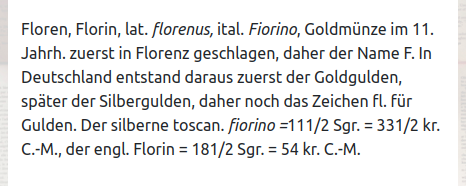 Floren, Florin, lat. florenus, ital. Fiorino, Goldmünze im 11.
Jahrh. zuerst in Florenz geschlagen, daher der Name F. In
Deutschland entstand daraus zuerst der Goldgulden,
später der Silbergulden, daher noch das Zeichen fl. für
Gulden. Der silberne toscan. fiorino =111/2 Sgr. = 331/2 kr.
C.-M., der engl. Florin = 181/2 Sgr. = 54 kr. C.-M.